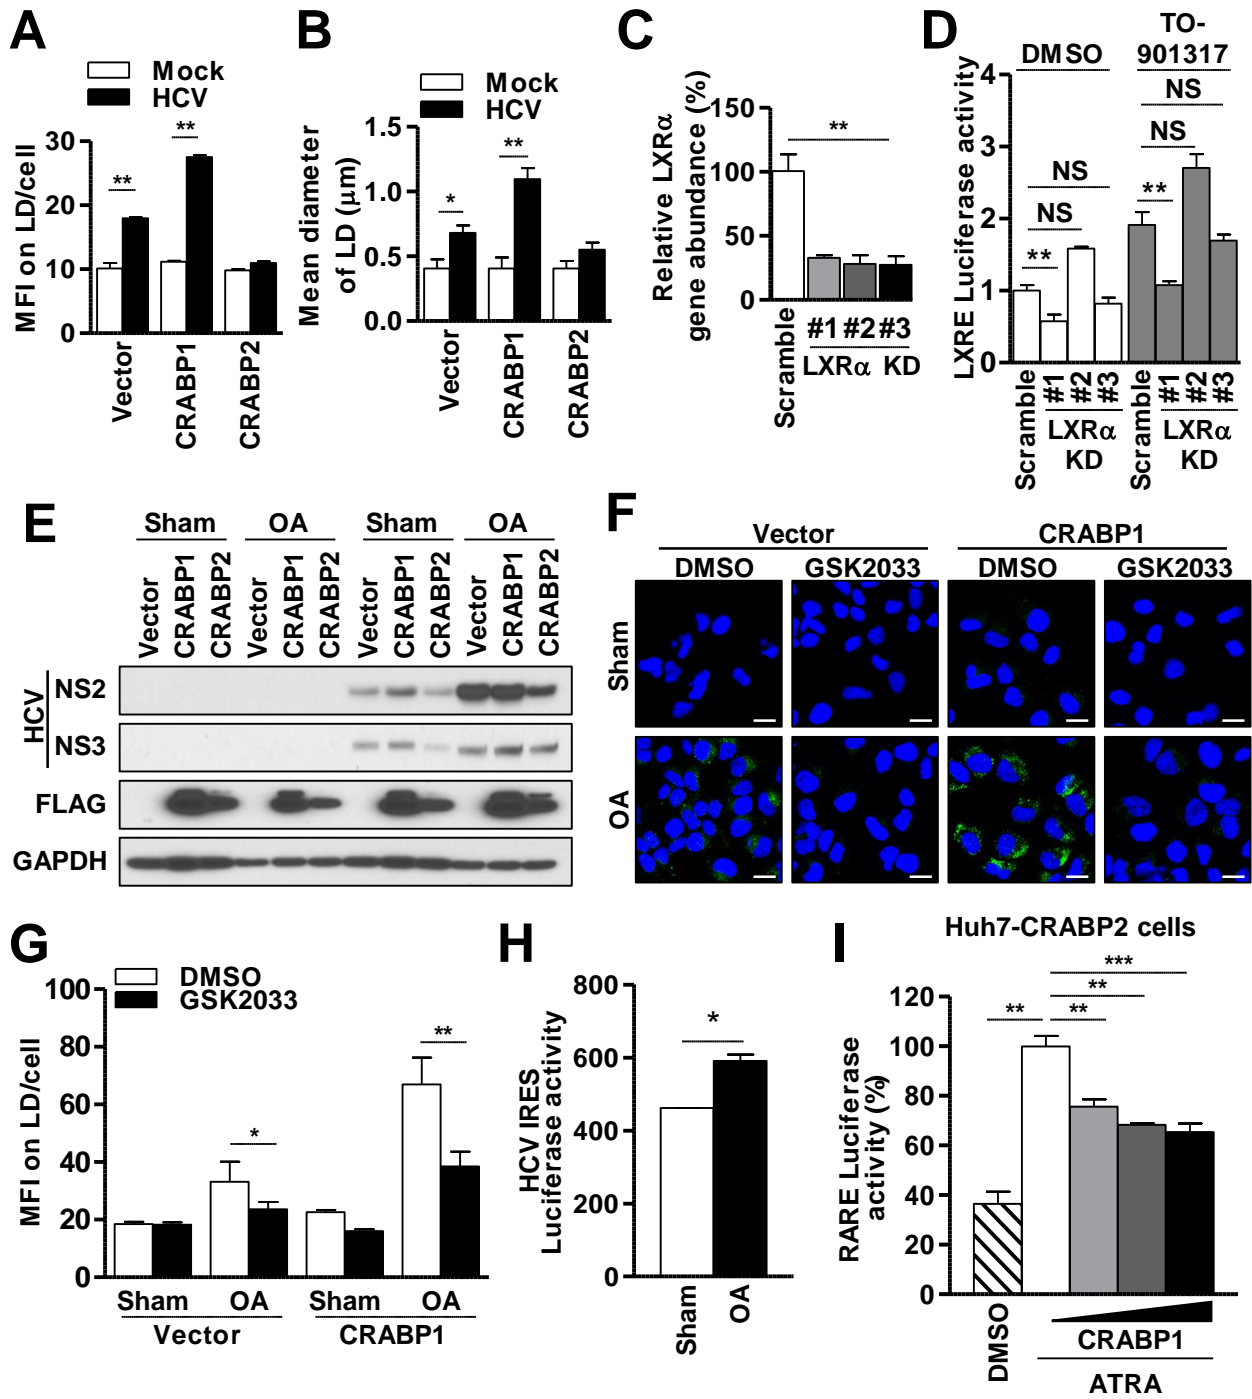 A
Mock
HCV
MFI on LD/cell
30
20
10
0
**
**
Vector
CRABP1
CRABP2
B
Mock
HCV
Mean diameter
of LD (μm)
1.5
1.0
0.5
0.0
*
**
Vector
CRABP1
CRABP2
C
Relative LXRα
gene abundance (%)
150
100
50
0
**
Scramble
#1 #2 #3
LXRα KD
D
DMSO
TO-
901317
LXRE Luciferase activity
4
3
2
1
0
**
NS
NS
**
NS
NS
Scramble
#1
#2
#3
LXRα
KD
Scramble
#1
#2
#3
LXRα
KD
E
Sham OA Sham OA
Vector
CRABP1
CRABP2
Vector
CRABP1
CRABP2
Vector
CRABP1
CRABP2
Vector
CRABP1
CRABP2
HCV
NS2
NS3
FLAG
GAPDH
F
Vector CRABP1
DMSO GSK2033 DMSO GSK2033
Sham
OA
G
DMSO
GSK2033
MFI on LD/cell
100
80
60
40
20
0
*
**
Sham OA Sham OA
Vector CRABP1
H
HCV IRES
Luciferase activity
800
600
400
200
0
*
Sham
OA
I
Huh7-CRABP2 cells
RARE Luciferase
activity (%)
120
100
80
60
40
20
0
***
**
** **
DMSO
CRABP1
ATRA